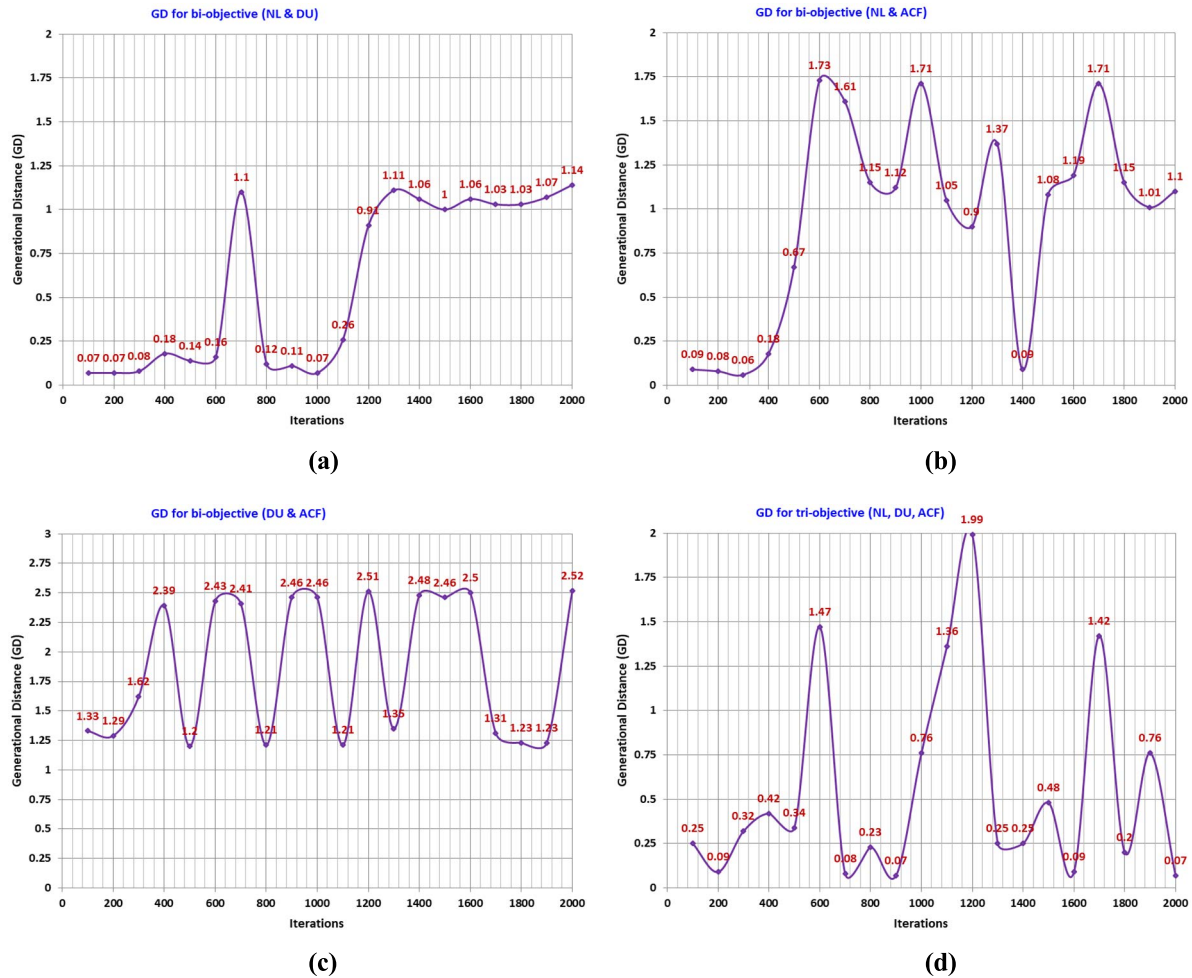 GD for bi-objective (NL & DU)
2
1.75
1.5
1.25
1
0.75
0.5
0.25
0
Generational Distance (GD)
0.07 0.07 0.08 0.18 0.14 0.16 1.1 0.12 0.11 0.07 0.26 0.91 1.11 1.06 1 1.06 1.03 1.03 1.07 1.14
0 200 400 600 800 1000 1200 1400 1600 1800 2000
Iterations
(a)
GD for bi-objective (NL & ACF)
2
1.75
1.5
1.25
1
0.75
0.5
0.25
0
Generational Distance (GD)
0.09 0.08 0.06 0.18 0.67 1.73 1.61 1.15 1.12 1.71 1.05 0.9 1.37 0.09 1.08 1.19 1.71 1.15 1.01 1.1
0 200 400 600 800 1000 1200 1400 1600 1800 2000
Iterations
(b)
GD for bi-objective (DU & ACF)
3
2.75
2.5
2.25
2
1.75
1.5
1.25
1
0.75
0.5
0.25
0
Generational Distance (GD)
1.33 1.29 1.62 2.39 1.2 2.43 2.41 1.21 2.46 2.46 1.21 2.51 1.35 2.48 2.46 2.5 1.31 1.23 1.23 2.52
0 200 400 600 800 1000 1200 1400 1600 1800 2000
Iterations
(c)
GD for tri-objective (NL, DU, ACF)
2
1.75
1.5
1.25
1
0.75
0.5
0.25
0
Generational Distance (GD)
0.25 0.09 0.32 0.42 0.34 1.47 0.08 0.23 0.07 0.76 1.36 1.99 0.25 0.25 0.48 0.09 1.42 0.2 0.76 0.07
0 200 400 600 800 1000 1200 1400 1600 1800 2000
Iterations
(d)